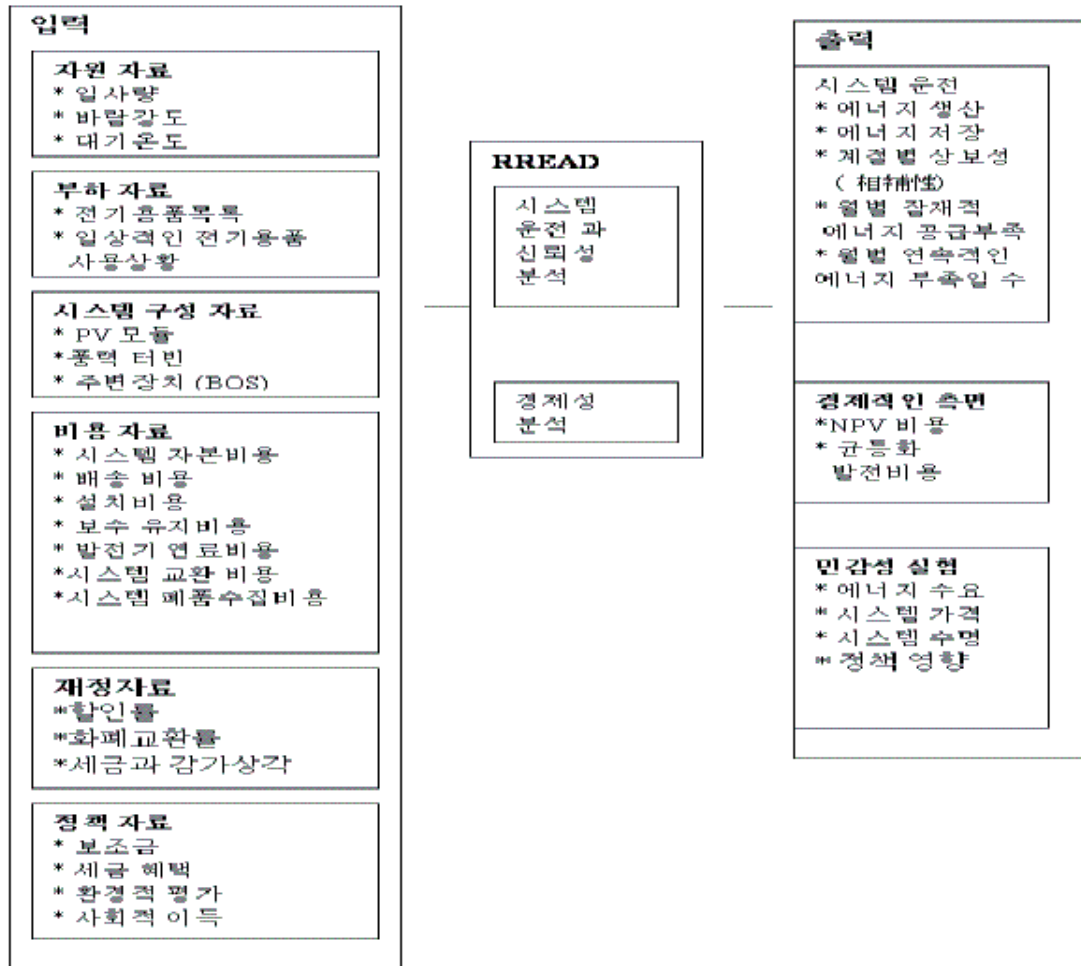 입력
자원 자료
* 일사량
* 바람강도
* 대기온도
부하 자료
* 전기용품목록
* 일상적인 전기용품
사용상황
시스템 구성 자료
* PV 모듈
*풍력 터빈
* 주변장치 (BOS)
비용 자료
* 시스템 자본비용
* 배송 비용
* 설치비용
* 보수 유지비용
* 발전기 연료비용
*시스템 교환 비용
*시스템 폐품수집비용
재정자료
*할인률
*화폐교환률
*세금과 감가상각
정책 자료
* 보조금
* 세금 혜택
* 환경적 평가
* 사회적 이득
RREAD
시스템
운전 과
신뢰성
분석
경제성
분석
출력
시스템 운전
* 에너지 생산
* 에너지 저장
* 계절별 상보성
( 相補性)
* 월별 잠재적
에너지 공급부족
* 월별 연속적인
에너지 부족일 수
경제적인 측면
*NPV 비용
* 균등화
발전비용
민감성 실험
* 에너지 수요
* 시스템 가격
* 시스템 수명
* 정책 영향